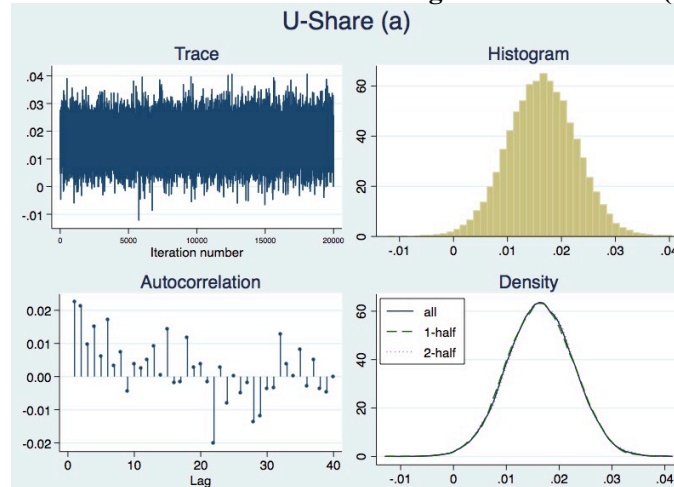 U-Share (a)
Trace
.04
.03
.02
.01
0
-.01
0 5000 10000 15000 20000
Iteration number
Histogram
60
40
20
0
-.01 0 .01 .02 .03 .04
Autocorrelation
0.02
0.01
0.00
-0.01
-0.02
0 10 20 30 40
Lag
Density
all
1-half
2-half
60
40
20
0
-.01 0 .01 .02 .03 .04